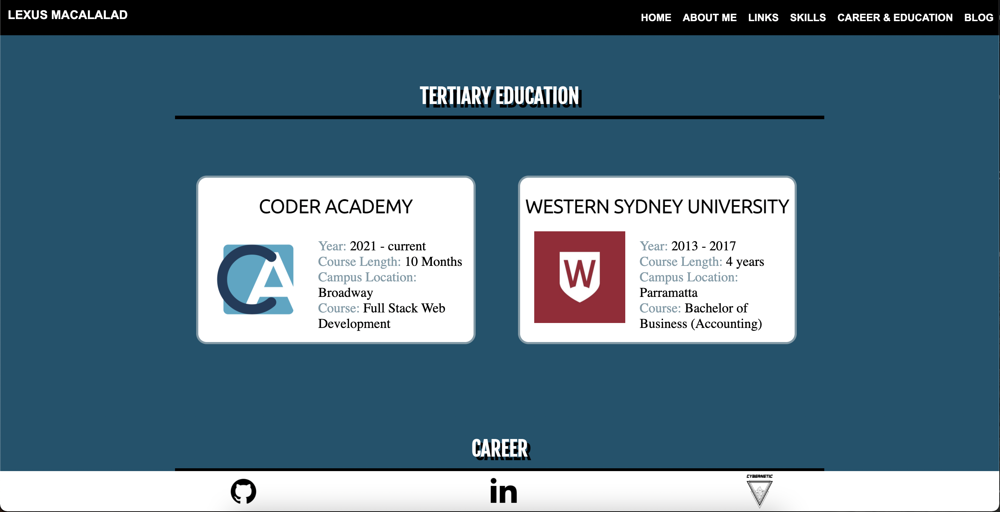 LEXUS MACALALAD
HOME ABOUT ME LINKS SKILLS CAREER & EDUCATION BLOG
TERTIARY EDUCATION
CODER ACADEMY
CA
Year: 2021 - current
Course Length: 10 Months
Campus Location:
Broadway
Course: Full Stack Web
Development
WESTERN SYDNEY UNIVERSITY
W
Year: 2013 - 2017
Course Length: 4 years
Campus Location:
Parramatta
Course: Bachelor of
Business (Accounting)
CAREER
in
CYBERNETIC